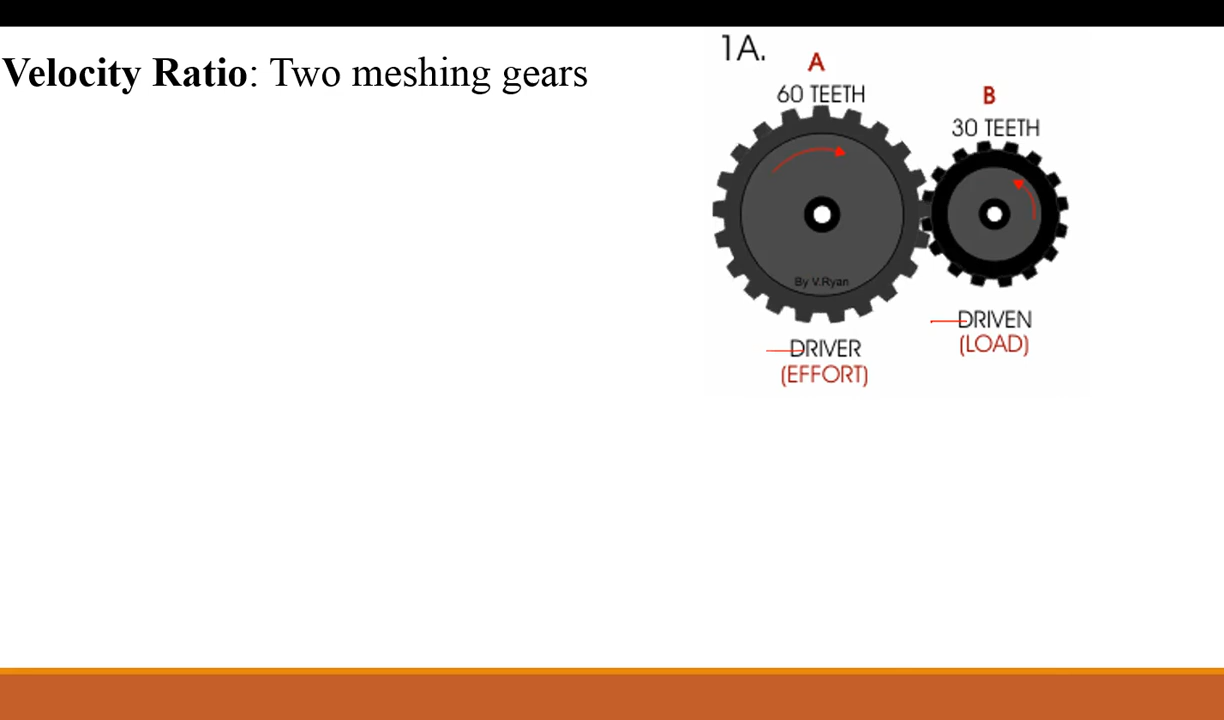 Velocity Ratio: Two meshing gears
1A.
A
60 TEETH
B
30 TEETH
By V.Ryan
DRIVER
(EFFORT)
DRIVEN
(LOAD)